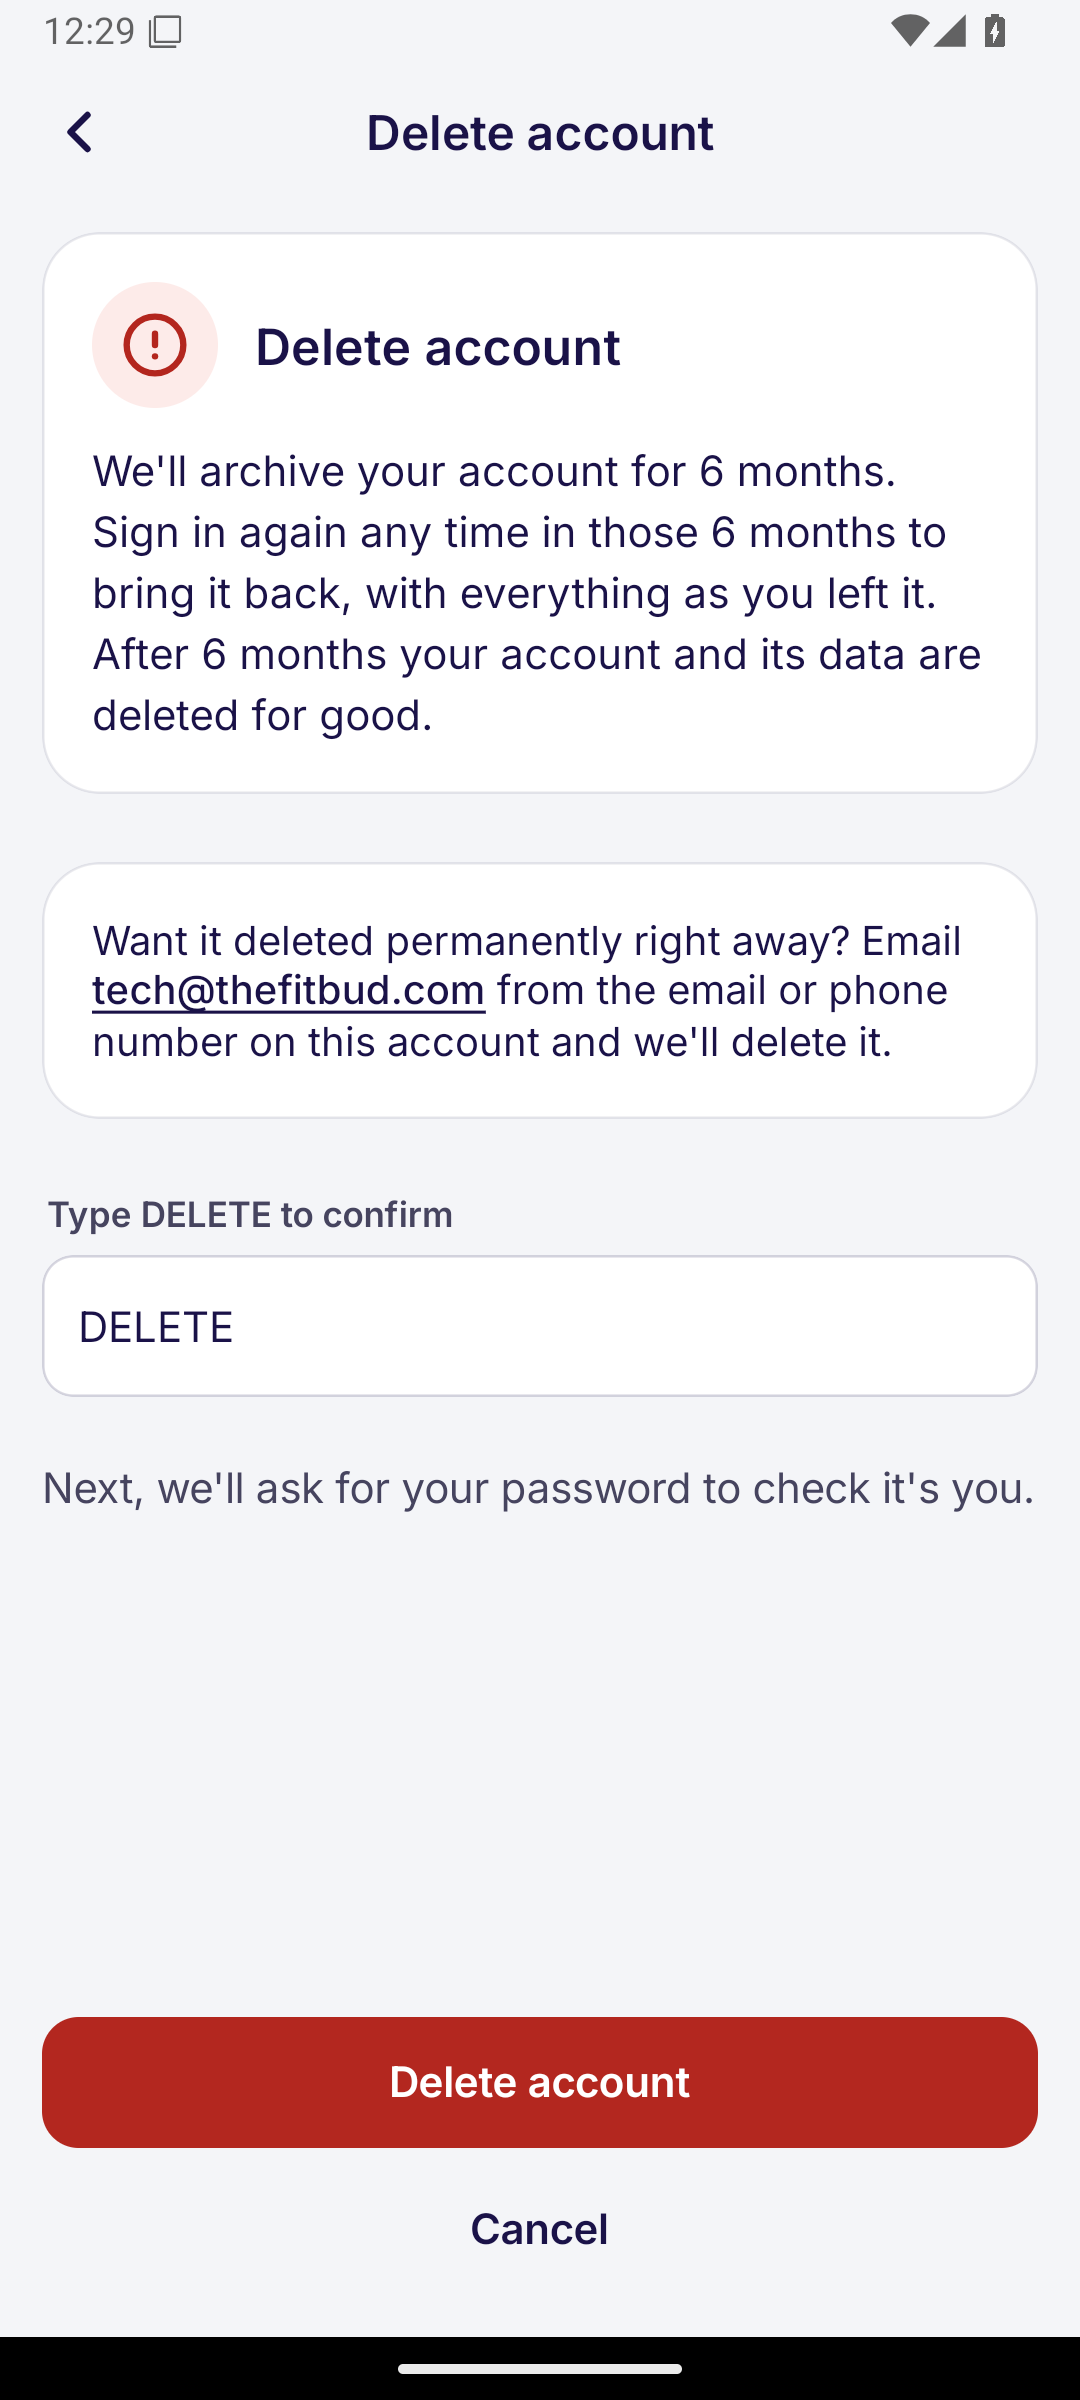 12:29
Delete account
Delete account
We'll archive your account for 6 months.
Sign in again any time in those 6 months to
bring it back, with everything as you left it.
After 6 months your account and its data are
deleted for good.
Want it deleted permanently right away? Email
tech@thefitbud.com from the email or phone
number on this account and we'll delete it.
Type DELETE to confirm
DELETE
Next, we'll ask for your password to check it's you.
Delete account
Cancel